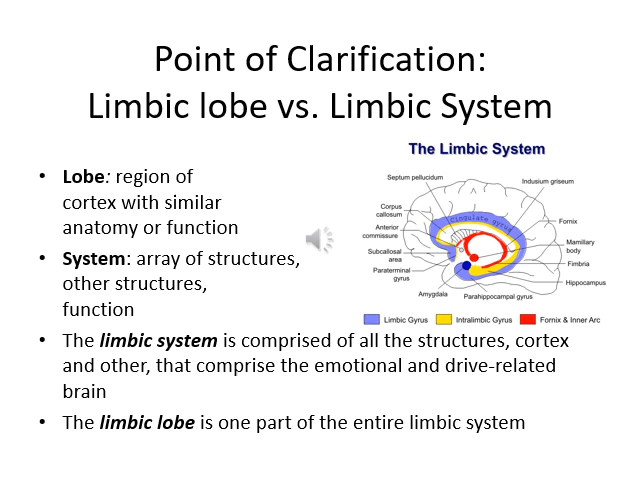 Point of Clarification:
Limbic lobe vs. Limbic System
• Lobe: region of
cortex with similar
anatomy or function
• System: array of structures,
other structures,
function
• The limbic system is comprised of all the structures, cortex
and other, that comprise the emotional and drive-related
brain
• The limbic lobe is one part of the entire limbic system
The Limbic System
Septum pellucidum
Indusium griseum
Corpus
callosum
Cingulate gyrus
Fornix
Anterior
commissure
Mamillary
body
Subcallosal
area
Fimbria
Paraterminal
gyrus
Hippocampus
Amygdala
Parahippocampal gyrus
Limbic Gyrus
Intralimbic Gyrus
Fornix & Inner Arc